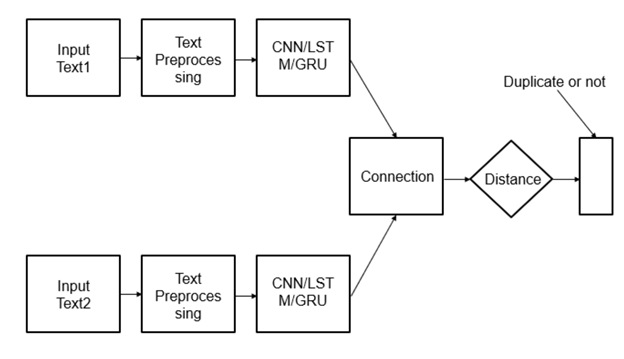 Input
Text1
Text
Preproces
sing
CNN/LST
M/GRU
Duplicate or not
Connection
Distance
Input
Text2
Text
Preproces
sing
CNN/LST
M/GRU